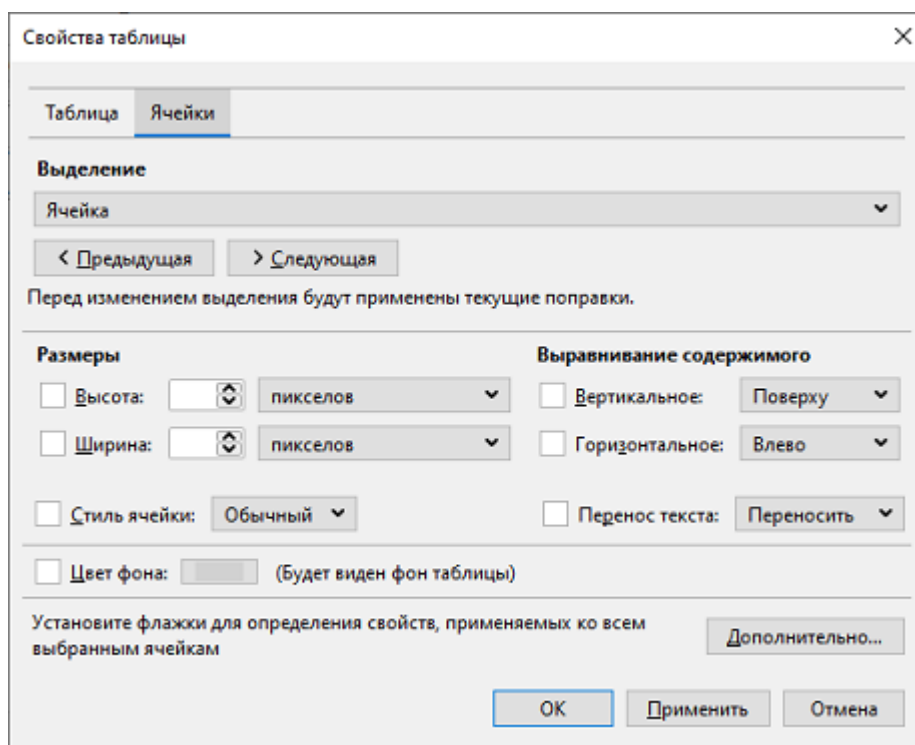 Свойства таблицы
Таблица Ячейки
Выделение
Ячейка
< Предыдущая > Следующая
Перед изменением выделения будут применены текущие поправки.
Размеры Выравнивание содержимого
Высота: пикселов Вертикальное: Поверху
Ширина: пикселов Горизонтальное: Влево
Стиль ячейки: Обычный Перенос текста: Переносить
Цвет фона: (Будет виден фон таблицы)
Установите флажки для определения свойств, применяемых ко всем
выбранным ячейкам Дополнительно...
ОК Применить Отмена